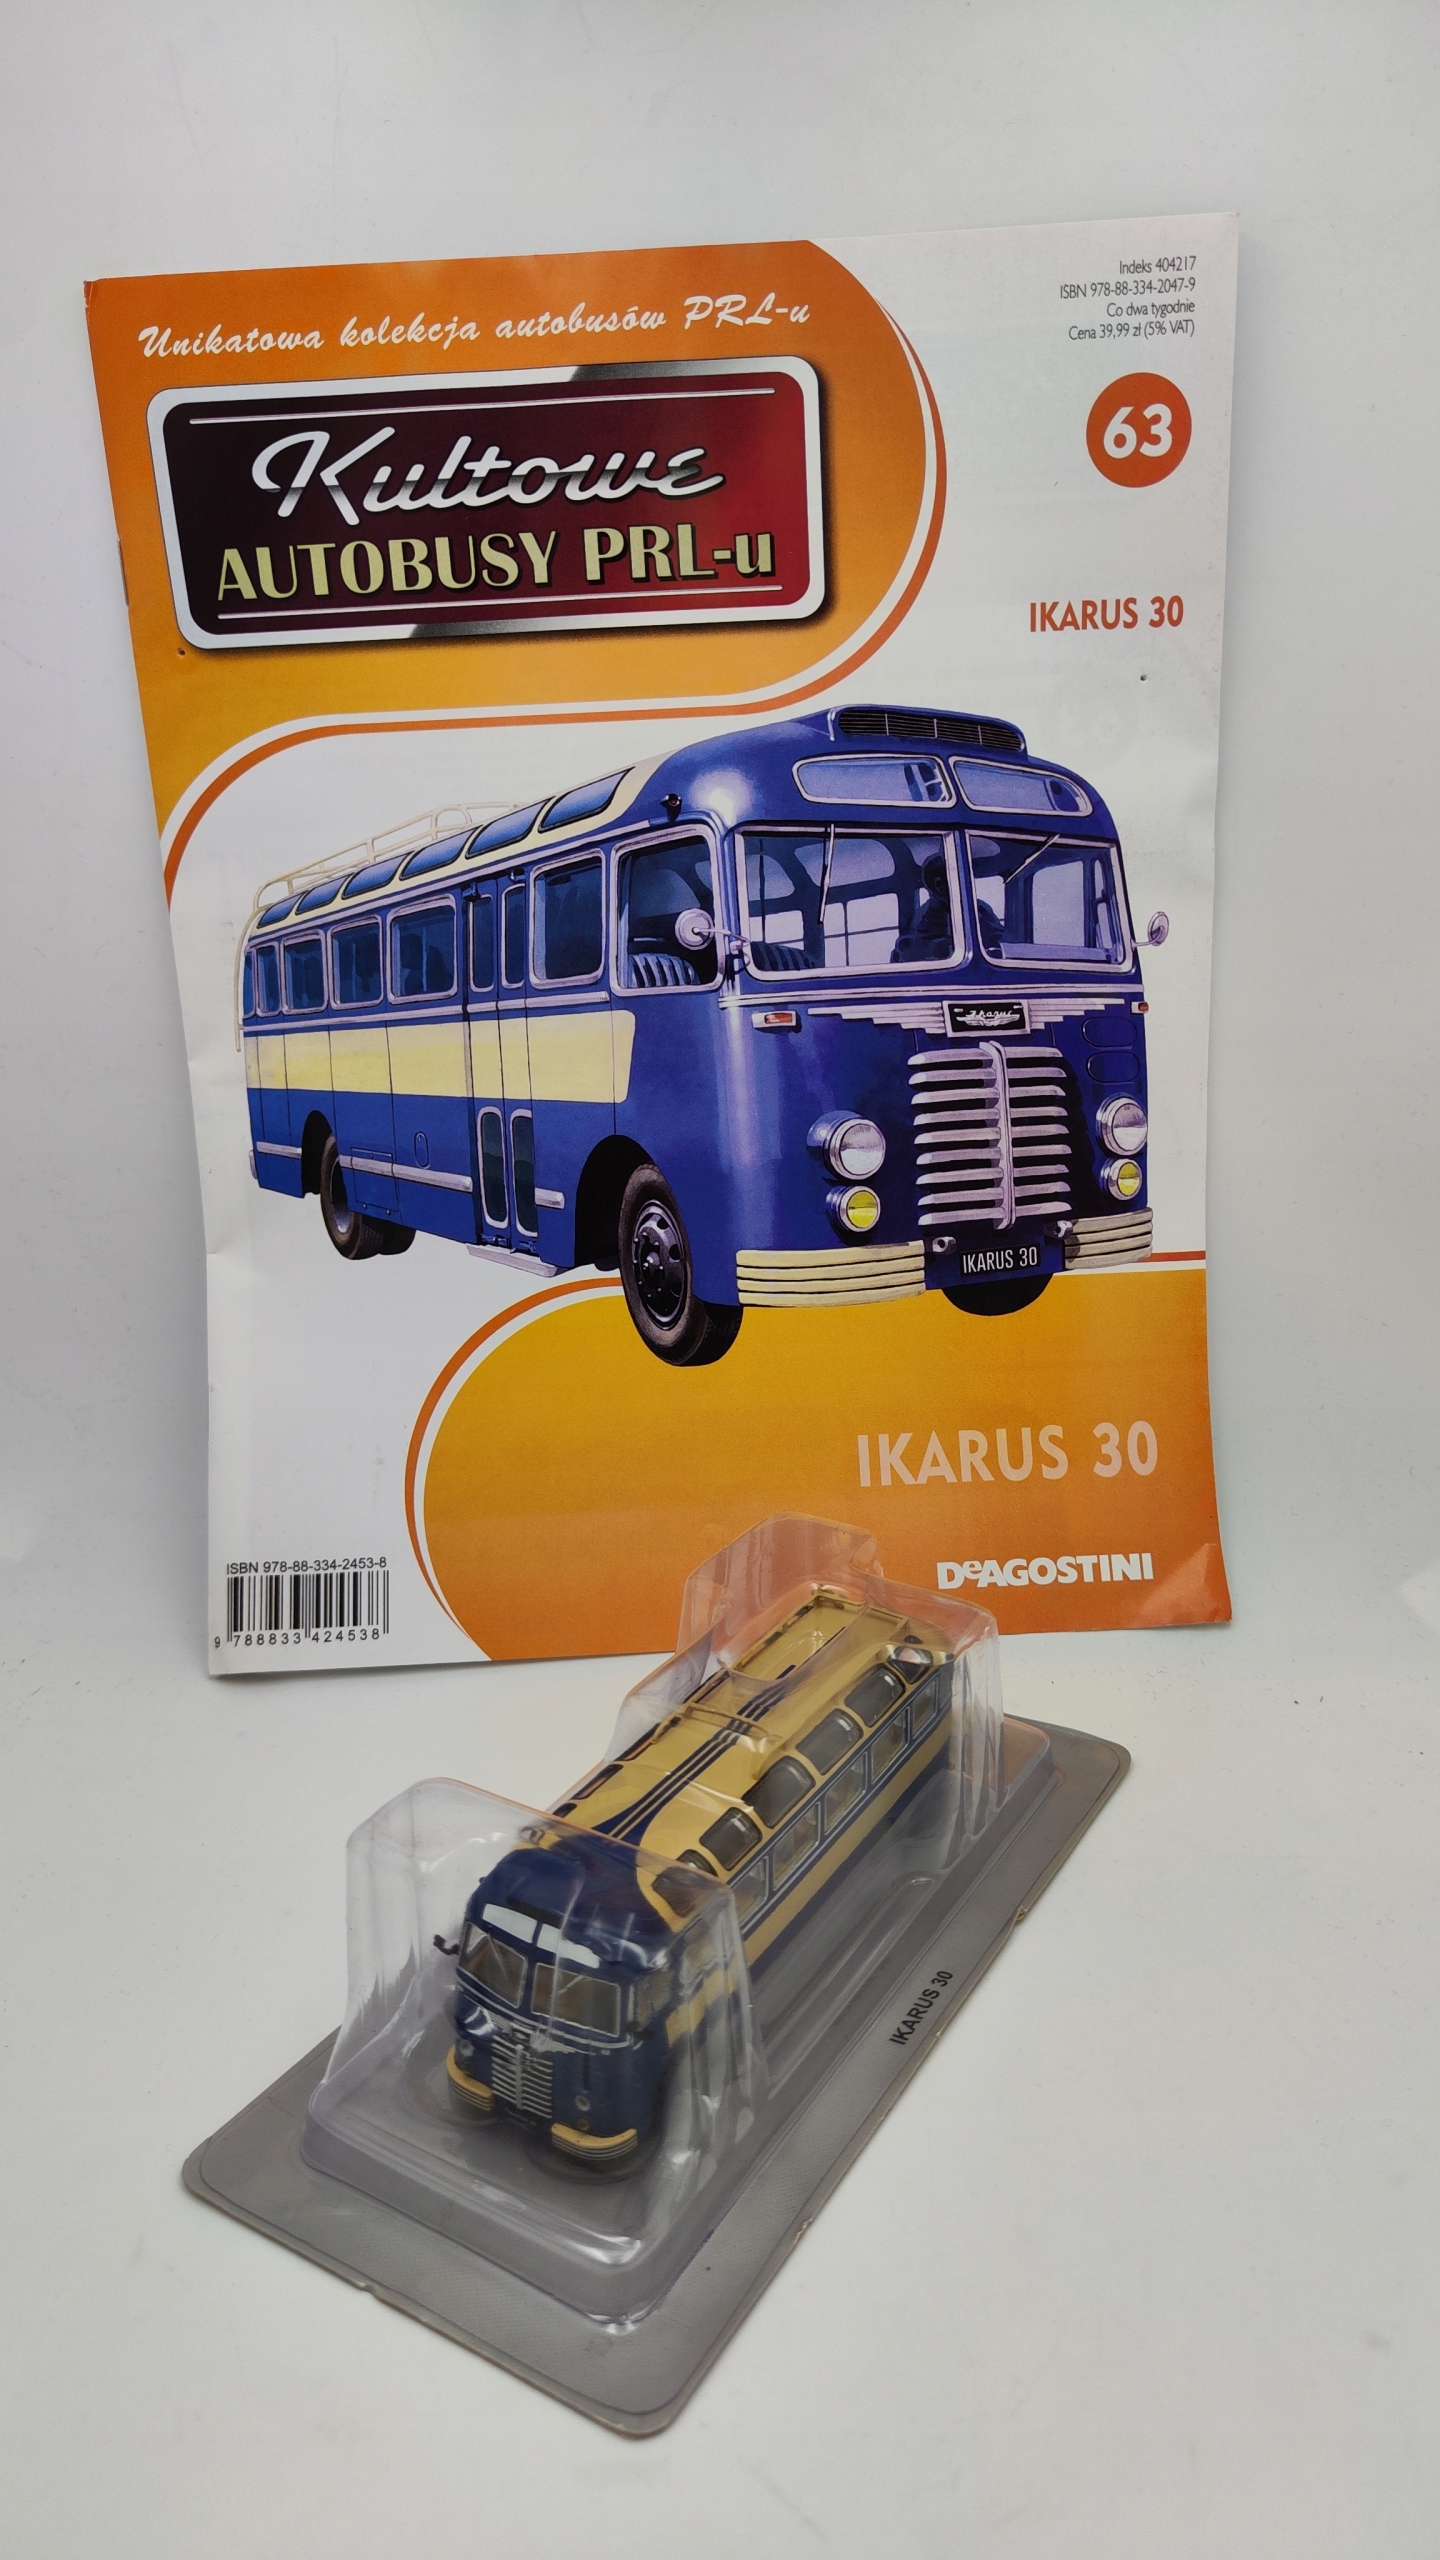 Unikatowa kolekcja autobusów PRL-u
Kultowe
AUTOBUSY PRL-u
Indeks 404217
ISBN 978-88-334-2047-9
Co dwa tygodnie
Cena 39,99 zł (5% VAT)
63
IKARUS 30
Ikarus
IKARUS 30
IKARUS 30
DeAGOSTINI
ISBN 978-88-334-2453-8
9 788833 424538
IKARUS 30